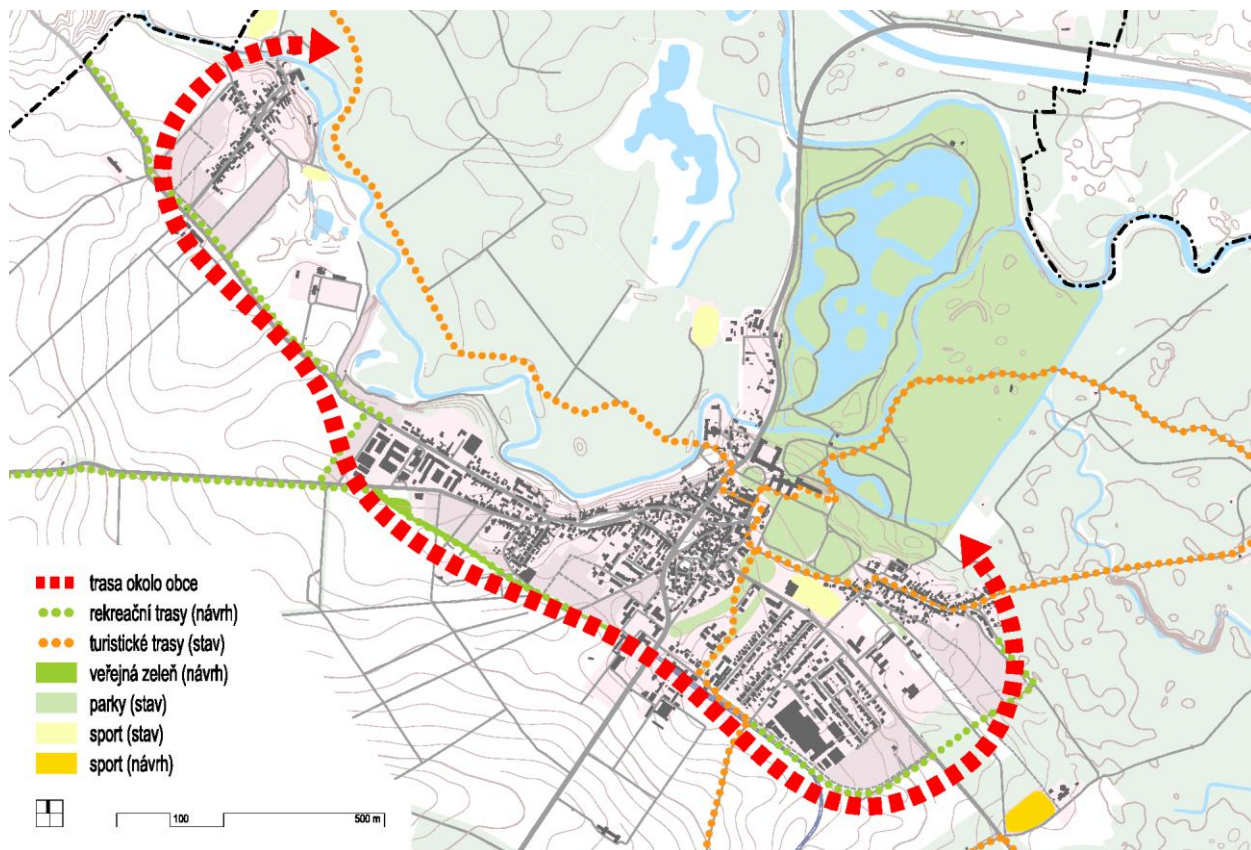 trasa okolo obce
rekreační trasy (návrh)
turistické trasy (stav)
veřejná zeleň (návrh)
parky (stav)
sport (stav)
sport (návrh)
100 500 m